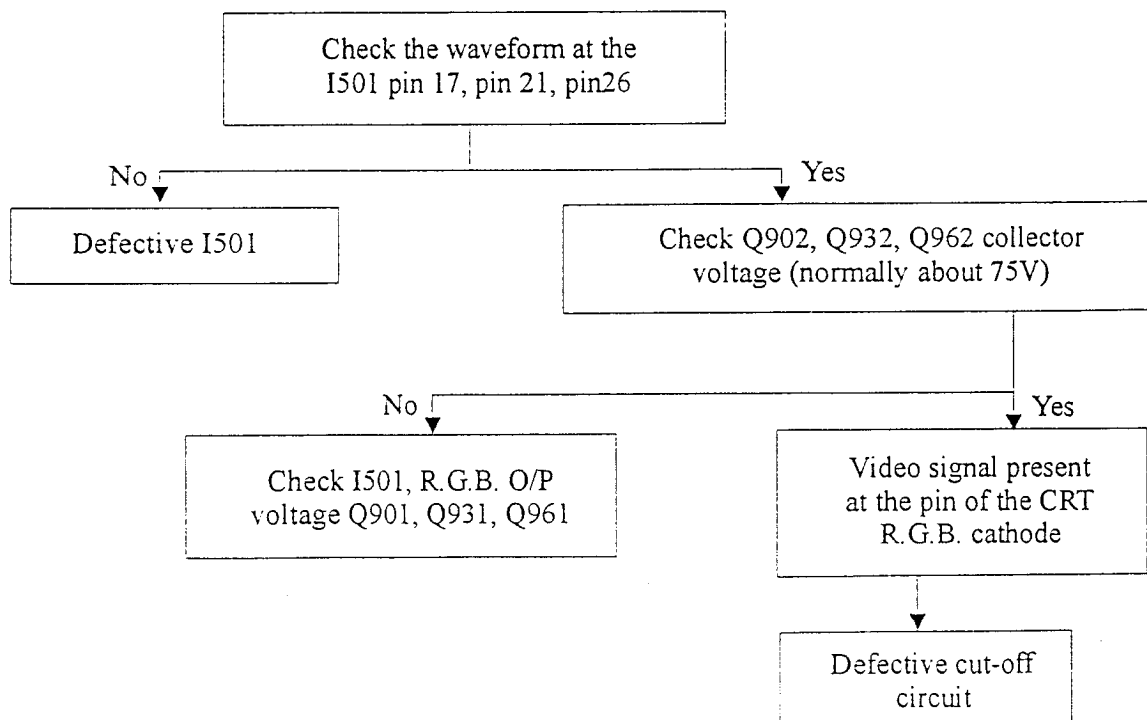 Check the waveform at the
I501 pin 17, pin 21, pin26
No
Yes
Defective I501
Check Q902, Q932, Q962 collector
voltage (normally about 75V)
No
Yes
Check I501, R.G.B. O/P
voltage Q901, Q931, Q961
Video signal present
at the pin of the CRT
R.G.B. cathode
Defective cut-off
circuit